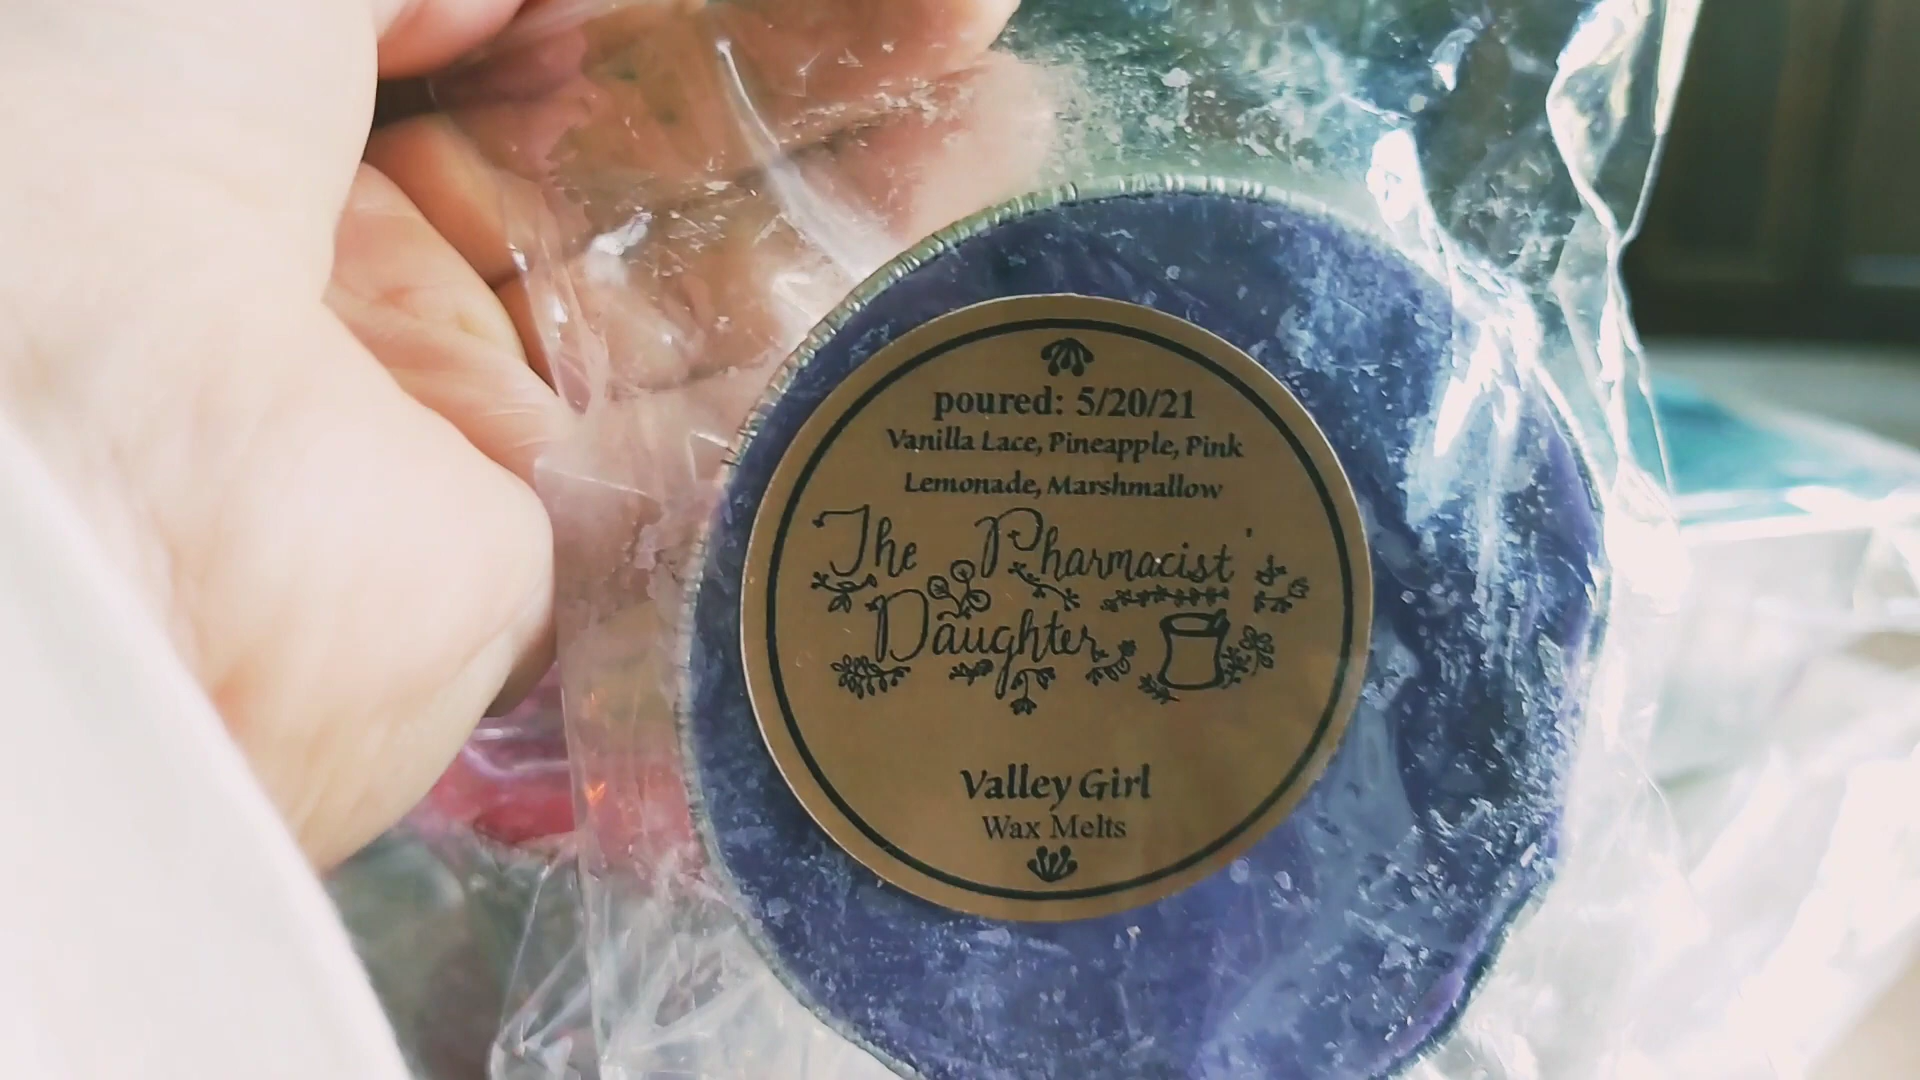 poured: 5/20/21
Vanilla Lace, Pineapple, Pink
Lemonade, Marshmallow
The Pharmacist's
Daughter
Valley Girl
Wax Melts